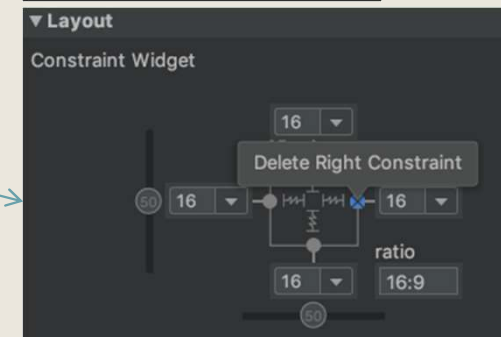 ▼ Layout
Constraint Widget
16
Delete Right Constraint
50 16 16
ratio
16 16:9
50